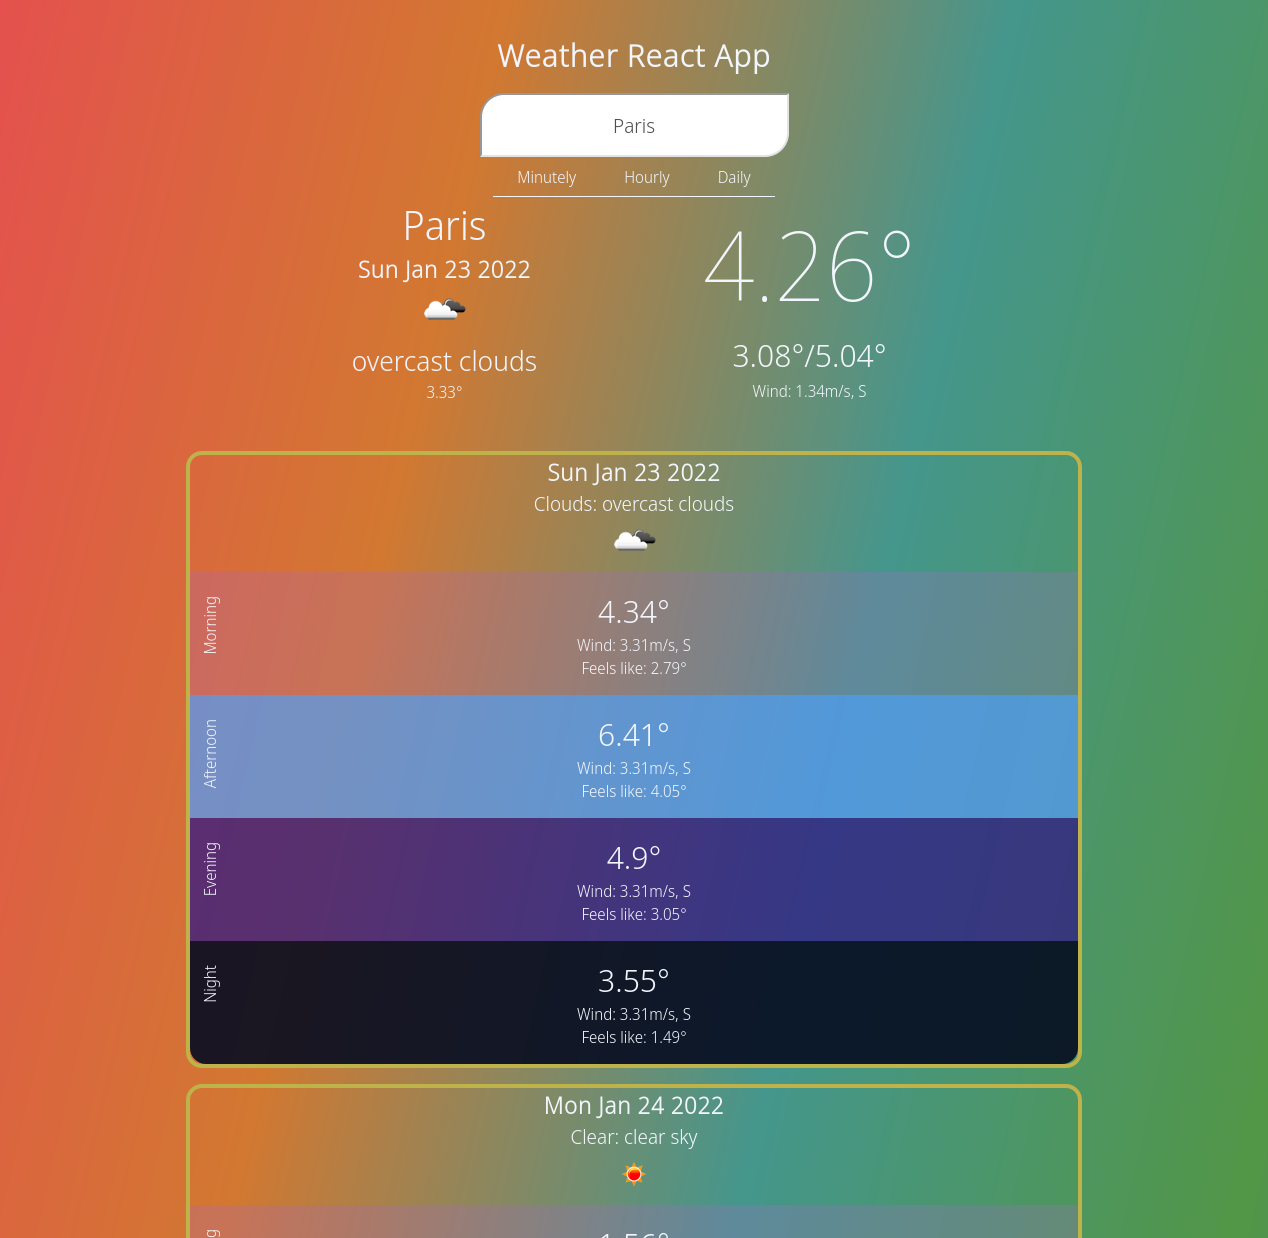 Weather React App
Paris
Minutely Hourly Daily
Paris
Sun Jan 23 2022
overcast clouds
3.33°
4.26°
3.08°/5.04°
Wind: 1.34m/s, S
Sun Jan 23 2022
Clouds: overcast clouds
Morning
4.34°
Wind: 3.31m/s, S
Feels like: 2.79°
Afternoon
6.41°
Wind: 3.31m/s, S
Feels like: 4.05°
Evening
4.9°
Wind: 3.31m/s, S
Feels like: 3.05°
Night
3.55°
Wind: 3.31m/s, S
Feels like: 1.49°
Mon Jan 24 2022
Clear: clear sky